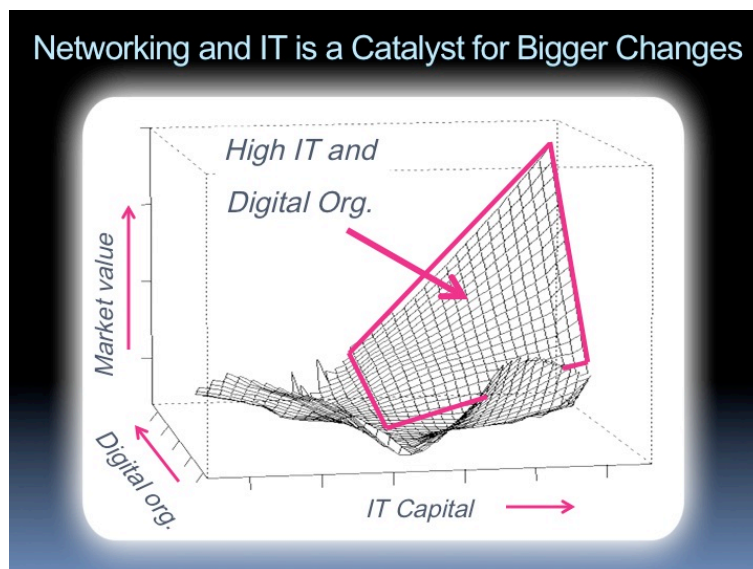 Networking and IT is a Catalyst for Bigger Changes
High IT and
Digital Org.
Market value
Digital org.
IT Capital